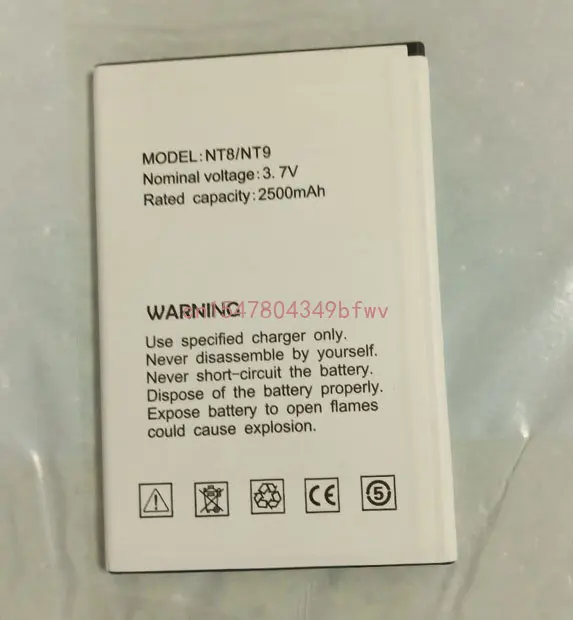 MODEL:NT8/NT9
Nominal voltage:3. 7V
Rated capacity:2500mAh
WARNING
cn1547804349bfwv
Use specified charger only.
Never disassemble by yourself.
Never short-circuit the battery.
Dispose of the battery properly.
Expose battery to open flames
could cause explosion.
CE
5